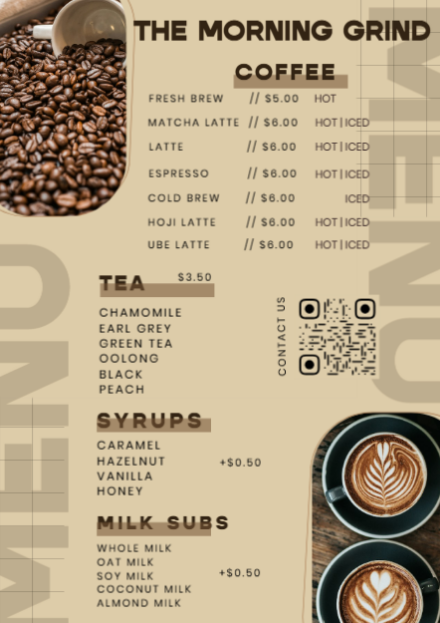 THE MORNING GRIND
COFFEE
FRESH BREW // $5.00 HOT
MATCHA LATTE // $6.00 HOT|ICED
LATTE // $6.00 HOT|ICED
ESPRESSO // $6.00 HOT|ICED
COLD BREW // $6.00 ICED
HOJI LATTE // $6.00 HOT|ICED
UBE LATTE // $6.00 HOT|ICED
TEA $3.50
CHAMOMILE
EARL GREY
GREEN TEA
OOLONG
BLACK
PEACH
CONTACT US
SYRUPS
CARAMEL
HAZELNUT +$0.50
VANILLA
HONEY
MILK SUBS
WHOLE MILK
OAT MILK
SOY MILK +$0.50
COCONUT MILK
ALMOND MILK
MENU
MENU